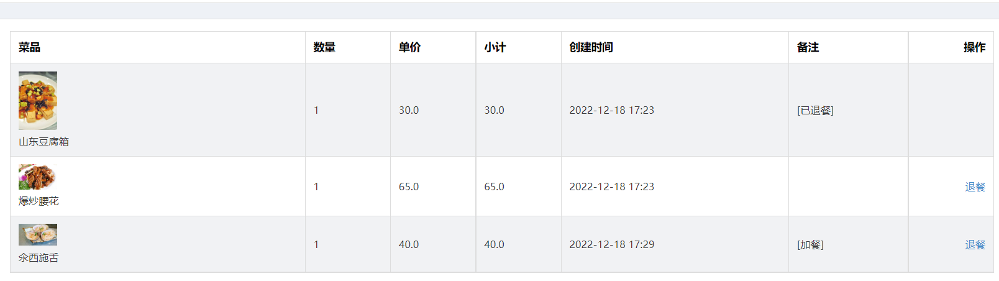 菜品 数量 单价 小计 创建时间 备注 操作
山东豆腐箱 1 30.0 30.0 2022-12-18 17:23 [已退餐]
爆炒腰花 1 65.0 65.0 2022-12-18 17:23 退餐
汆西施舌 1 40.0 40.0 2022-12-18 17:29 [加餐] 退餐